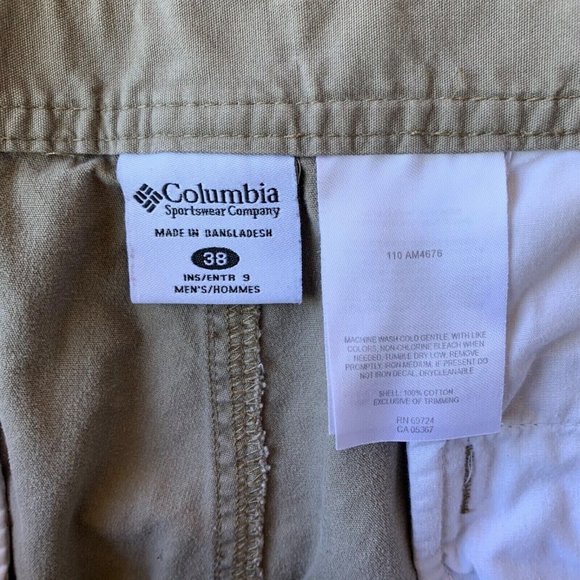 Columbia
Sportswear Company
MADE IN BANGLADESH
38
INS/ENTR 9
MEN'S/HOMMES
110 AM4676
MACHINE WASH COLD GENTLE, WITH LIKE
COLORS, NON-CHLORINE BLEACH WHEN
NEEDED, TUMBLE DRY LOW, REMOVE
PROMPTLY, IRON MEDIUM, IF PRESENT DO
NOT IRON DECAL, DRYCLEANABLE
SHELL: 100% COTTON
EXCLUSIVE OF TRIMMING
RN 69724
CA 05367